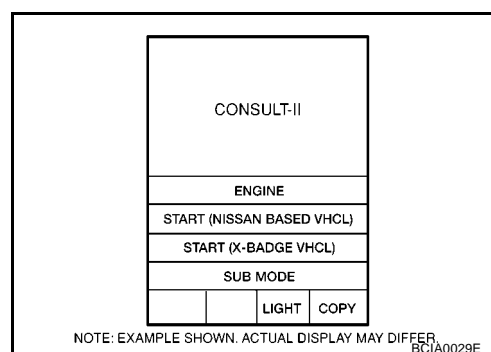 CONSULT-II
ENGINE
START (NISSAN BASED VHCL)
START (X-BADGE VHCL)
SUB MODE
LIGHT COPY
NOTE: EXAMPLE SHOWN. ACTUAL DISPLAY MAY DIFFER.
BCIA0029E